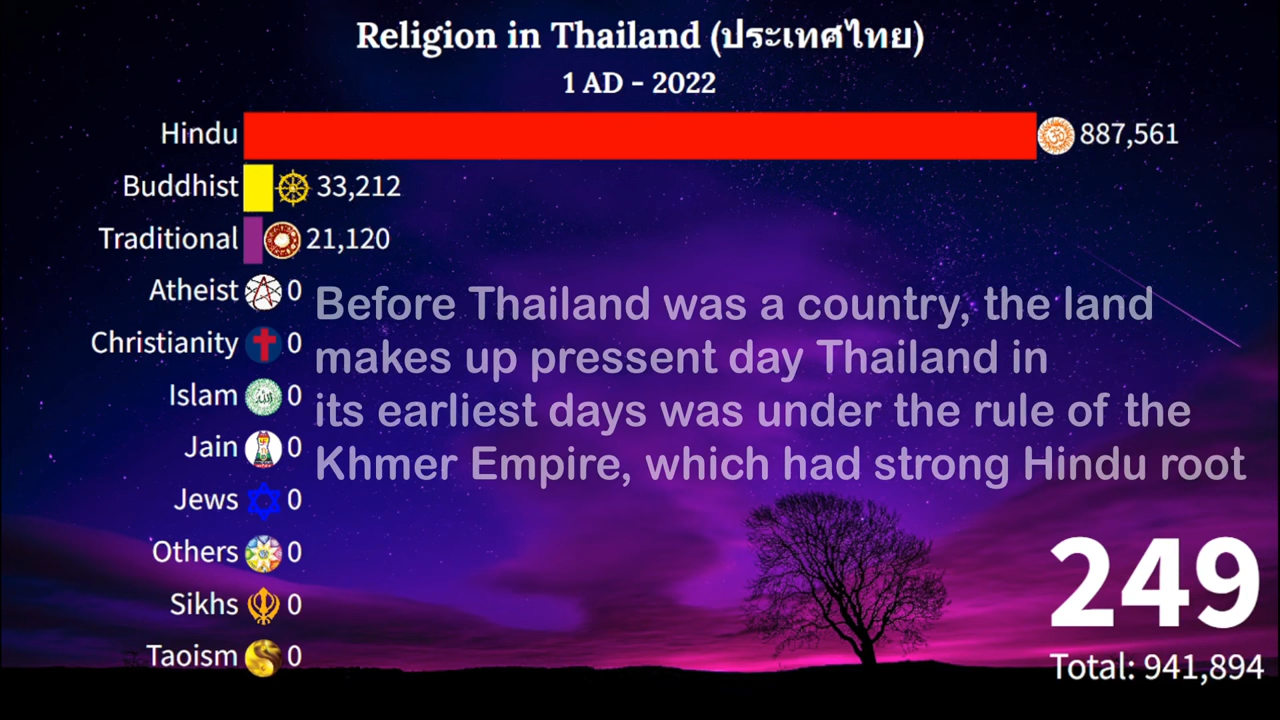 Religion in Thailand (ประเทศไทย)
1 AD - 2022
Hindu 887,561
Buddhist 33,212
Traditional 21,120
Atheist 0
Christianity 0
Islam 0
Jain 0
Jews 0
Others 0
Sikhs 0
Taoism 0
Before Thailand was a country, the land
makes up pressent day Thailand in
its earliest days was under the rule of the
Khmer Empire, which had strong Hindu root
249
Total: 941,894